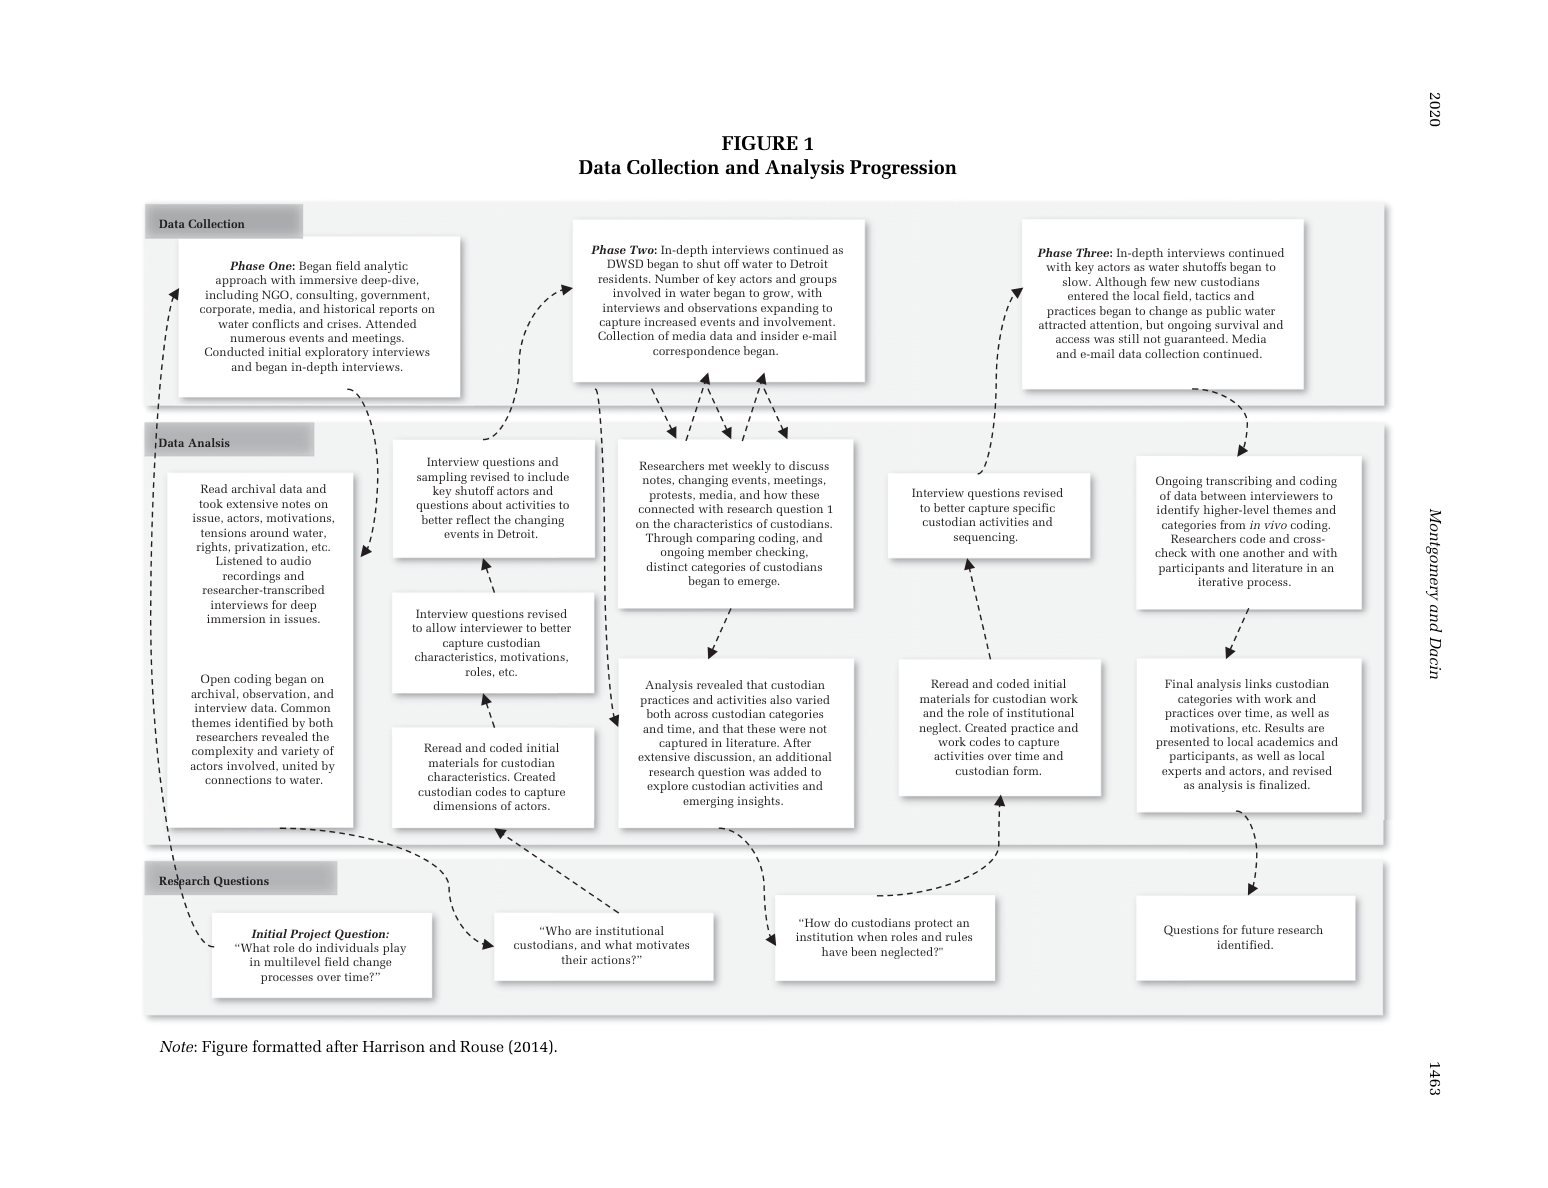 2020
FIGURE 1
Data Collection and Analysis Progression
Data Collection
Phase One: Began field analytic
approach with immersive deep-dive,
including NGO, consulting, government,
corporate, media, and historical reports on
water conflicts and crises. Attended
numerous events and meetings.
Conducted initial exploratory interviews
and began in-depth interviews.
Phase Two: In-depth interviews continued as
DWSD began to shut off water to Detroit
residents. Number of key actors and groups
involved in water began to grow, with
interviews and observations expanding to
capture increased events and involvement.
Collection of media data and insider e-mail
correspondence began.
Phase Three: In-depth interviews continued
with key actors as water shutoffs began to
slow. Although few new custodians
entered the local field, tactics and
practices began to change as public water
attracted attention, but ongoing survival and
access was still not guaranteed. Media
and e-mail data collection continued.
Data Analsis
Read archival data and
took extensive notes on
issue, actors, motivations,
tensions around water,
rights, privatization, etc.
Listened to audio
recordings and
researcher-transcribed
interviews for deep
immersion in issues.
Open coding began on
archival, observation, and
interview data. Common
themes identified by both
researchers revealed the
complexity and variety of
actors involved, united by
connections to water.
Interview questions and
sampling revised to include
key shutoff actors and
questions about activities to
better reflect the changing
events in Detroit.
Interview questions revised
to allow interviewer to better
capture custodian
characteristics, motivations,
roles, etc.
Reread and coded initial
materials for custodian
characteristics. Created
custodian codes to capture
dimensions of actors.
Researchers met weekly to discuss
notes, changing events, meetings,
protests, media, and how these
connected with research question 1
on the characteristics of custodians.
Through comparing coding, and
ongoing member checking,
distinct categories of custodians
began to emerge.
Analysis revealed that custodian
practices and activities also varied
both across custodian categories
and time, and that these were not
captured in literature. After
extensive discussion, an additional
research question was added to
explore custodian activities and
emerging insights.
Interview questions revised
to better capture specific
custodian activities and
sequencing.
Reread and coded initial
materials for custodian work
and the role of institutional
neglect. Created practice and
work codes to capture
activities over time and
custodian form.
Ongoing transcribing and coding
of data between interviewers to
identify higher-level themes and
categories from in vivo coding.
Researchers code and cross-
check with one another and with
participants and literature in an
iterative process.
Final analysis links custodian
categories with work and
practices over time, as well as
motivations, etc. Results are
presented to local academics and
participants, as well as local
experts and actors, and revised
as analysis is finalized.
Research Questions
Initial Project Question:
“What role do individuals play
in multilevel field change
processes over time?”
“Who are institutional
custodians, and what motivates
their actions?”
“How do custodians protect an
institution when roles and rules
have been neglected?”
Questions for future research
identified.
Note: Figure formatted after Harrison and Rouse (2014).
Montgomery and Dacin
1463